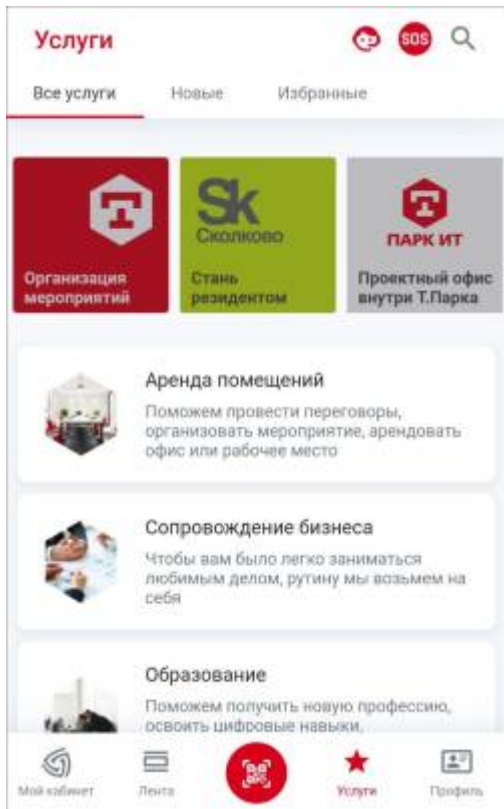 Услуги
SOS
Все услуги Новые Избранные
Sk
Сколково
ПАРК ИТ
Организация
мероприятий
Стань
резидентом
Проектный офис
внутри Т.Парка
Аренда помещений
Поможем провести переговоры,
организовать мероприятие, арендовать
офис или рабочее место
Сопровождение бизнеса
Чтобы вам было легко заниматься
любимым делом, рутину мы возьмем на
себя
Образование
Поможем получить новую профессию,
освоить цифровые навыки,
Мой кабинет Лента Услуги Профиль